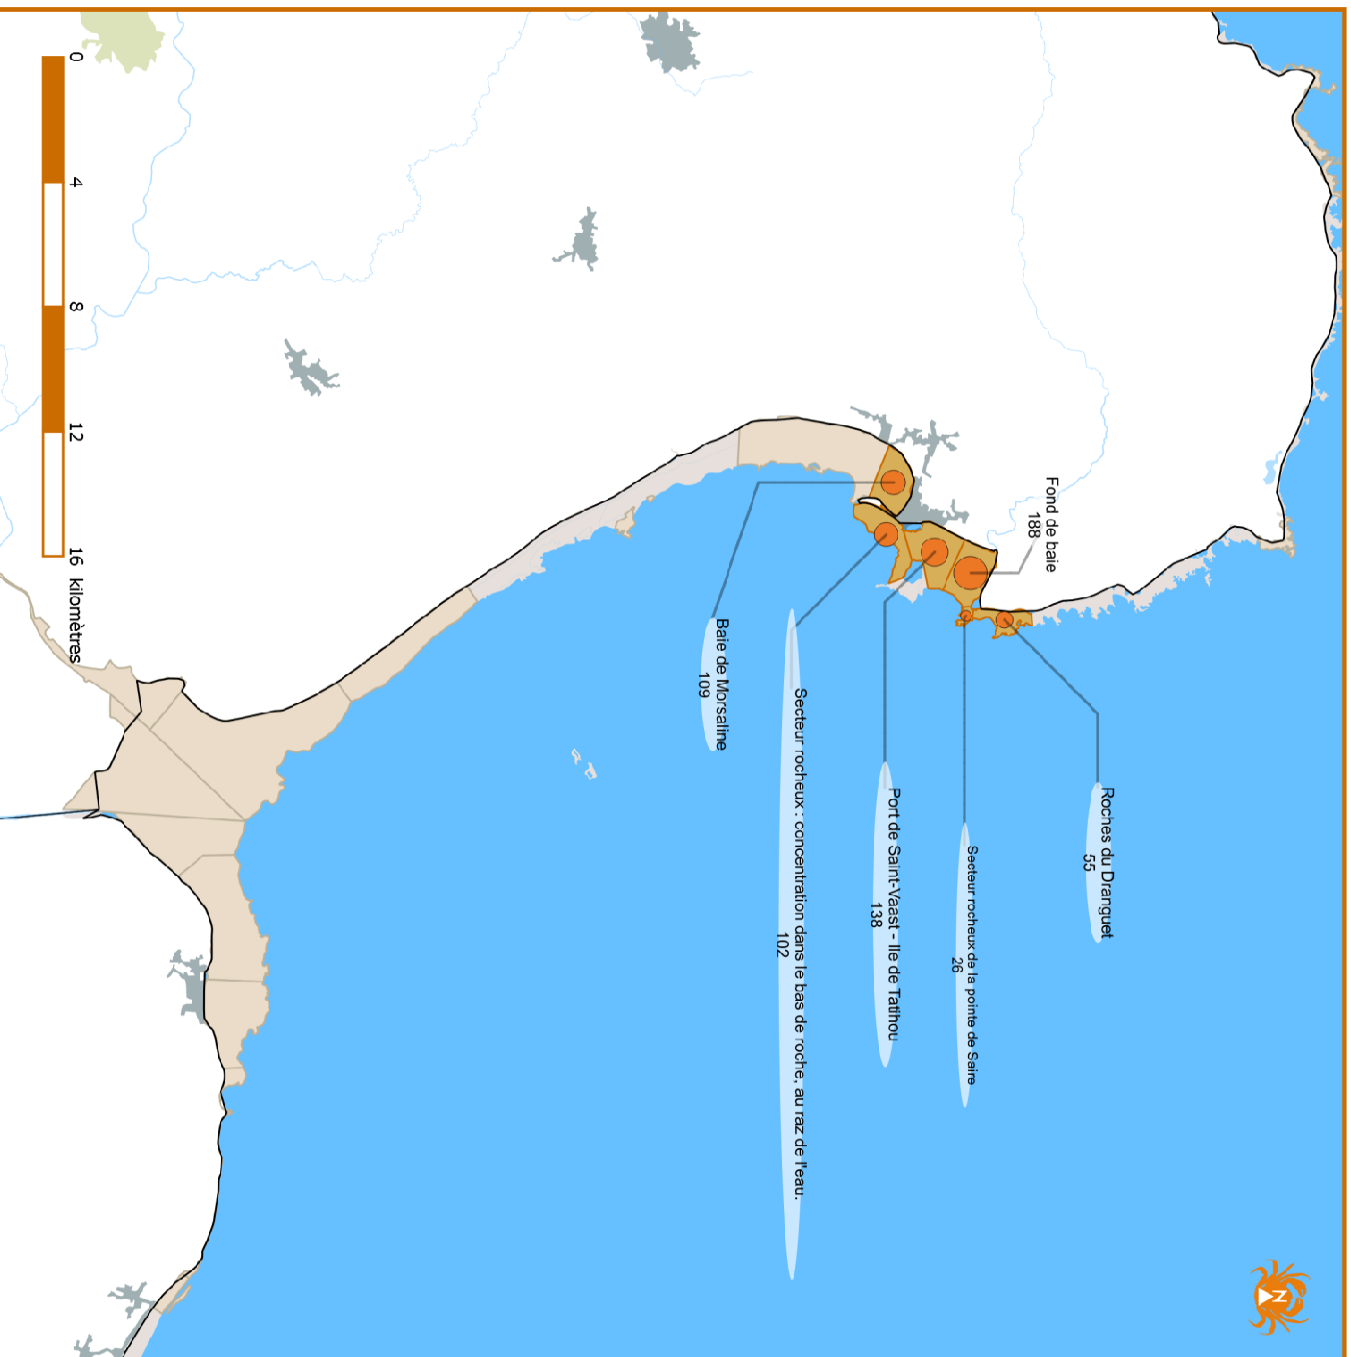 Fond de baie
188
Roches du Dranguet
55
Secteur rocheux de la pointe de Saire
26
Port de Saint-Vaast - Ile de Tatihou
138
Secteur rocheux : concentration dans le bas de roche, au raz de l'eau.
102
Baie de Morsaline
109
0 4 8 12 16 kilomètres
N